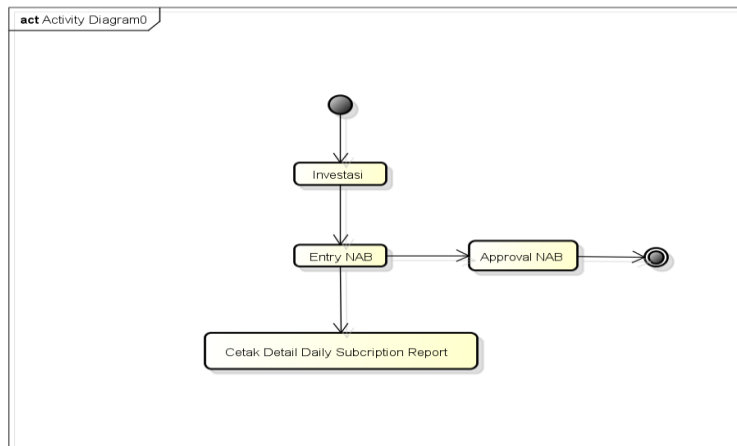 act Activity Diagram0
Investasi
Entry NAB
Approval NAB
Cetak Detail Daily Subcription Report